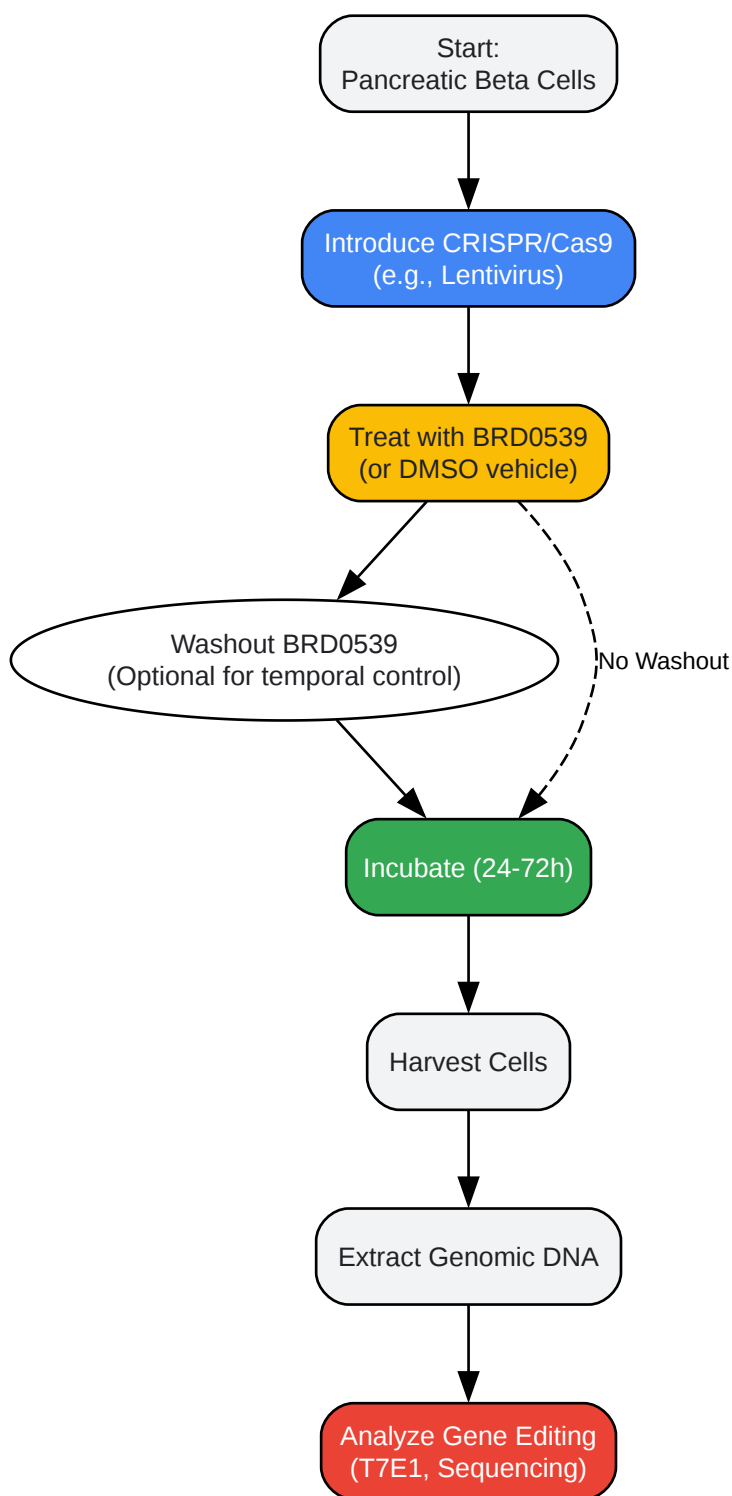 Start:
Pancreatic Beta Cells
Introduce CRISPR/Cas9
(e.g., Lentivirus)
Treat with BRD0539
(or DMSO vehicle)
Washout BRD0539
(Optional for temporal control)
No Washout
Incubate (24-72h)
Harvest Cells
Extract Genomic DNA
Analyze Gene Editing
(T7E1, Sequencing)